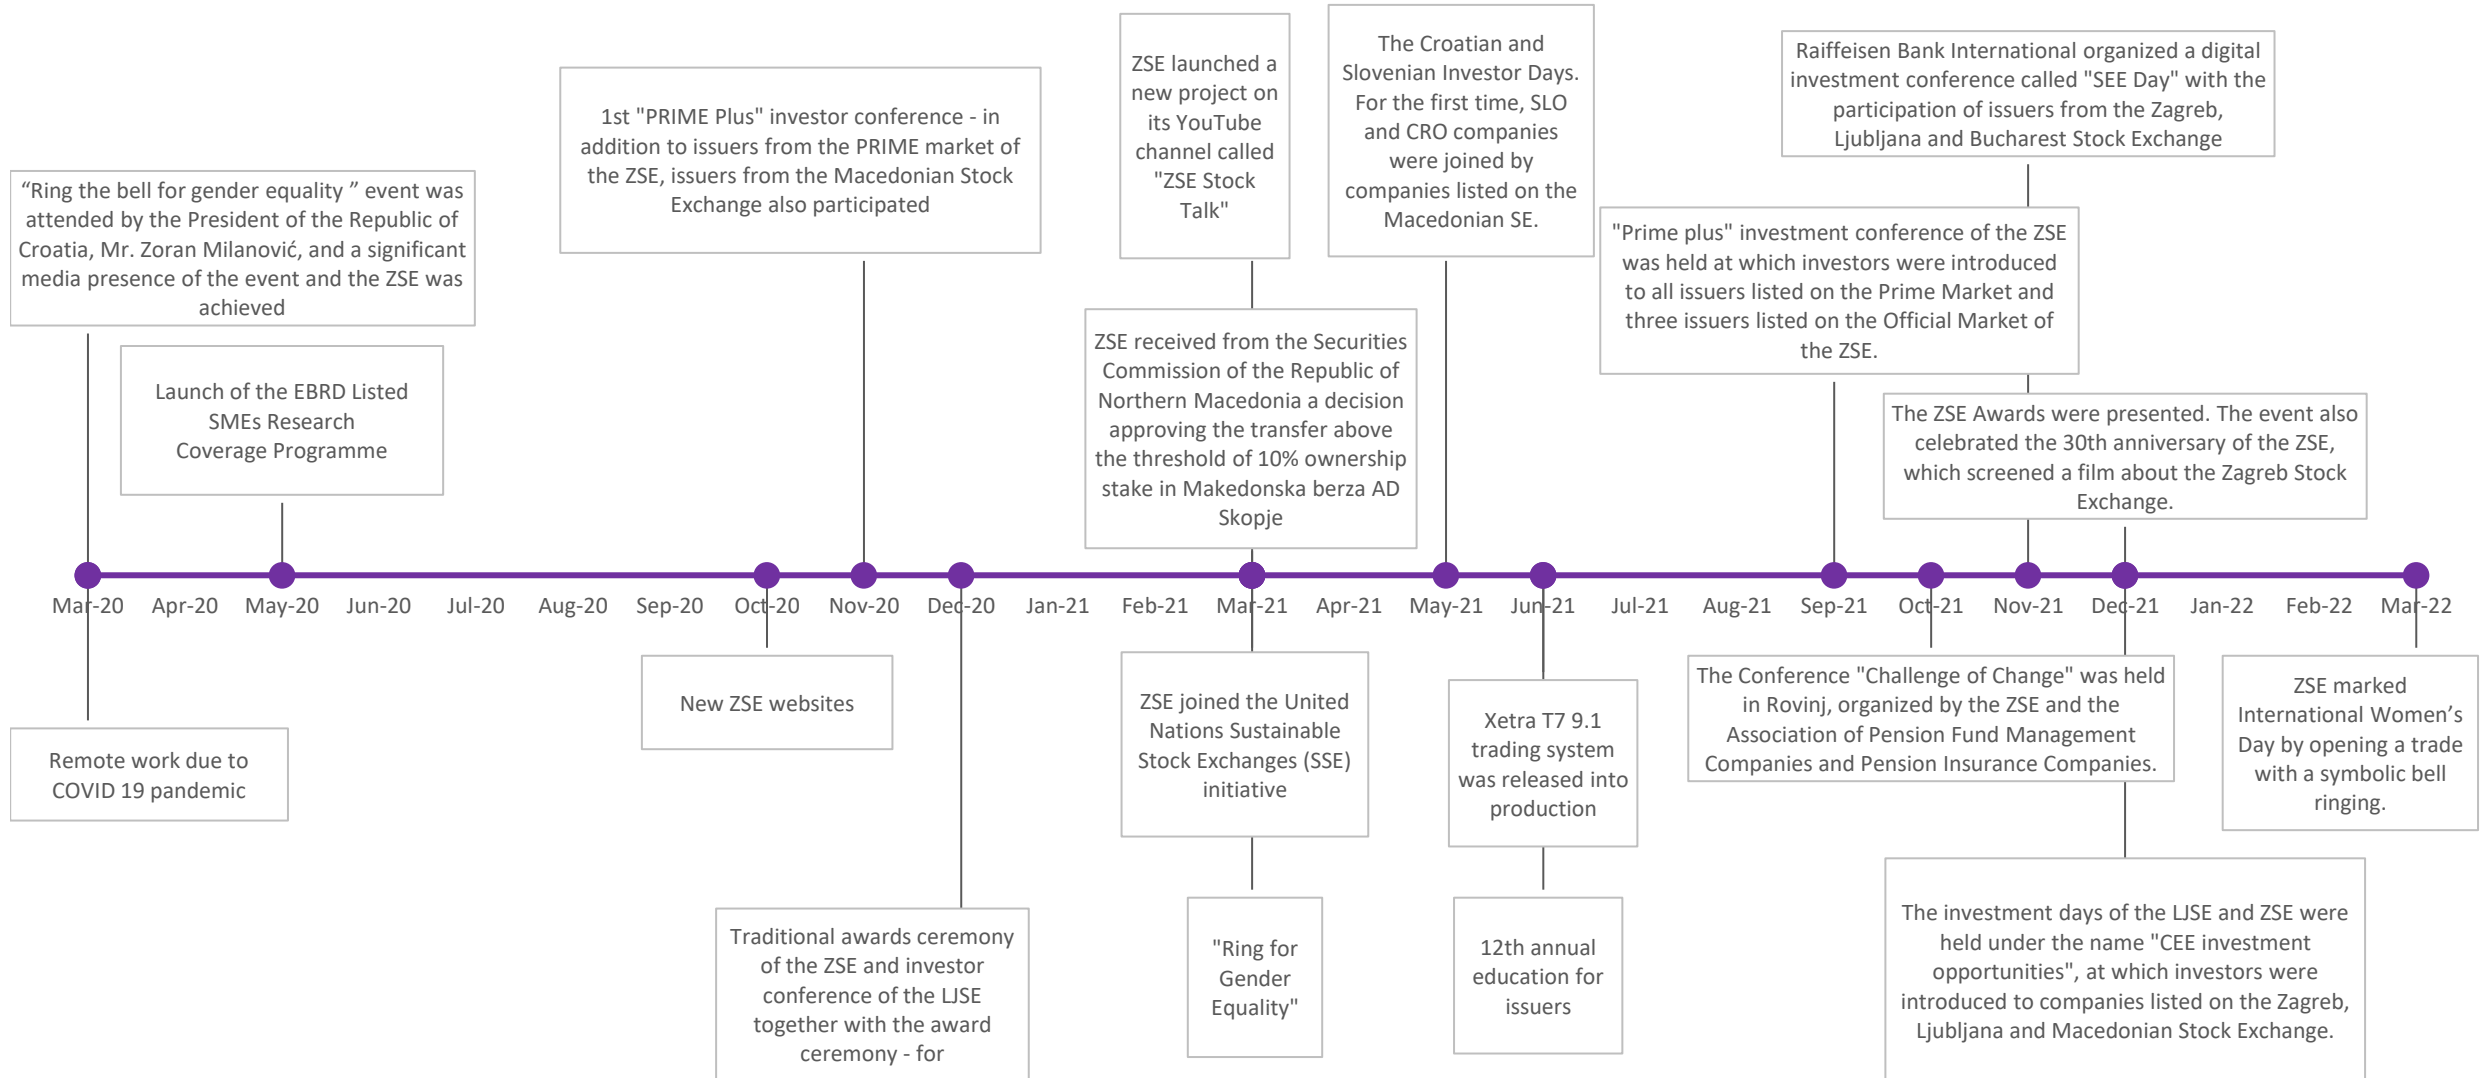 “Ring the bell for gender equality ” event was
attended by the President of the Republic of
Croatia, Mr. Zoran Milanović, and a significant
media presence of the event and the ZSE was
achieved
Launch of the EBRD Listed
SMEs Research
Coverage Programme
1st "PRIME Plus" investor conference - in
addition to issuers from the PRIME market of
the ZSE, issuers from the Macedonian Stock
Exchange also participated
ZSE launched a
new project on
its YouTube
channel called
"ZSE Stock
Talk"
ZSE received from the Securities
Commission of the Republic of
Northern Macedonia a decision
approving the transfer above
the threshold of 10% ownership
stake in Makedonska berza AD
Skopje
The Croatian and
Slovenian Investor Days.
For the first time, SLO
and CRO companies
were joined by
companies listed on the
Macedonian SE.
Raiffeisen Bank International organized a digital
investment conference called "SEE Day" with the
participation of issuers from the Zagreb,
Ljubljana and Bucharest Stock Exchange
"Prime plus" investment conference of the ZSE
was held at which investors were introduced
to all issuers listed on the Prime Market and
three issuers listed on the Official Market of
the ZSE.
The ZSE Awards were presented. The event also
celebrated the 30th anniversary of the ZSE,
which screened a film about the Zagreb Stock
Exchange.
Mar-20 Apr-20 May-20 Jun-20 Jul-20 Aug-20 Sep-20 Oct-20 Nov-20 Dec-20 Jan-21 Feb-21 Mar-21 Apr-21 May-21 Jun-21 Jul-21 Aug-21 Sep-21 Oct-21 Nov-21 Dec-21 Jan-22 Feb-22 Mar-22
Remote work due to
COVID 19 pandemic
New ZSE websites
Traditional awards ceremony
of the ZSE and investor
conference of the LJSE
together with the award
ceremony - for
ZSE joined the United
Nations Sustainable
Stock Exchanges (SSE)
initiative
"Ring for
Gender
Equality"
Xetra T7 9.1
trading system
was released into
production
12th annual
education for
issuers
The Conference "Challenge of Change" was held
in Rovinj, organized by the ZSE and the
Association of Pension Fund Management
Companies and Pension Insurance Companies.
The investment days of the LJSE and ZSE were
held under the name "CEE investment
opportunities", at which investors were
introduced to companies listed on the Zagreb,
Ljubljana and Macedonian Stock Exchange.
ZSE marked
International Women’s
Day by opening a trade
with a symbolic bell
ringing.